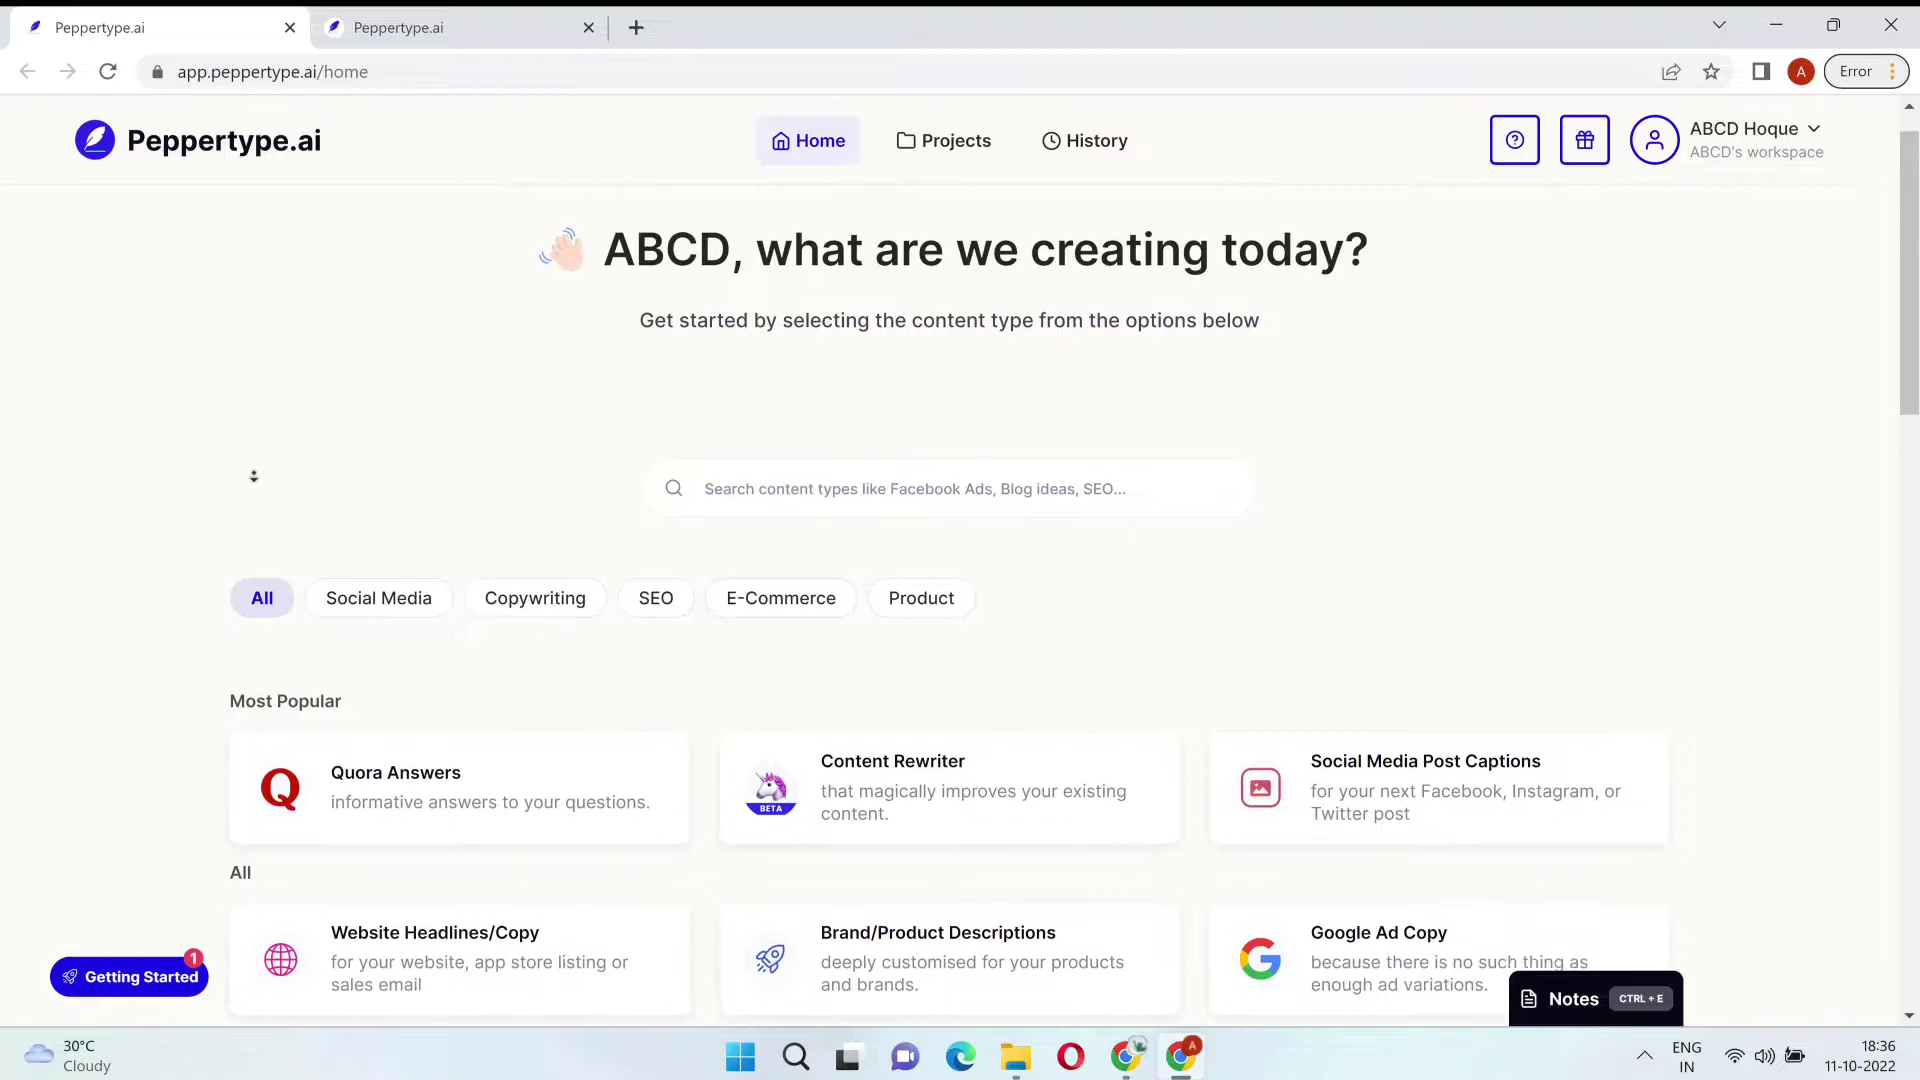 Peppertype.ai
Peppertype.ai
app.peppertype.ai/home
A
Error
Peppertype.ai
Home
Projects
History
ABCD Hoque
ABCD's workspace
ABCD, what are we creating today?
Get started by selecting the content type from the options below
Search content types like Facebook Ads, Blog ideas, SEO...
All
Social Media
Copywriting
SEO
E-Commerce
Product
Most Popular
Quora Answers
informative answers to your questions.
BETA
Content Rewriter
that magically improves your existing
content.
Social Media Post Captions
for your next Facebook, Instagram, or
Twitter post
All
Website Headlines/Copy
for your website, app store listing or
sales email
Brand/Product Descriptions
deeply customised for your products
and brands.
Google Ad Copy
because there is no such thing as
enough ad variations.
Getting Started
1
Notes
CTRL + E
30°C
Cloudy
A
ENG
IN
18:36
11-10-2022